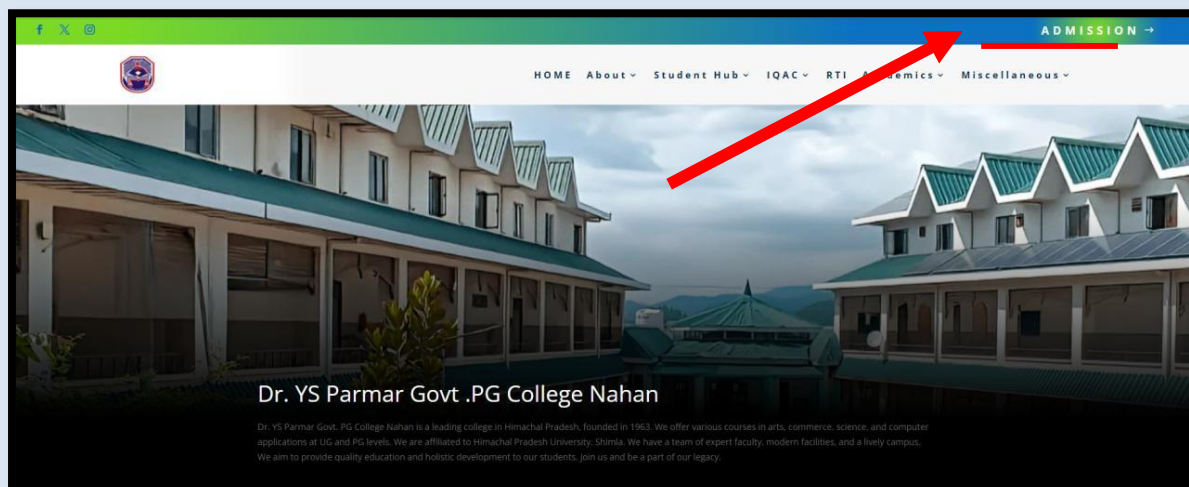 ADMISSION →
HOME About Student Hub IQAC RTI Academics Miscellaneous
Dr. YS Parmar Govt .PG College Nahan
Dr. YS Parmar Govt. PG College Nahan is a leading college in Himachal Pradesh, founded in 1963. We offer various courses in arts, commerce, science, and computer
applications at UG and PG levels. We are affiliated to Himachal Pradesh University, Shimla. We have a team of expert faculty, modern facilities, and a lively campus.
We aim to provide quality education and holistic development to our students. Join us and be a part of our legacy.